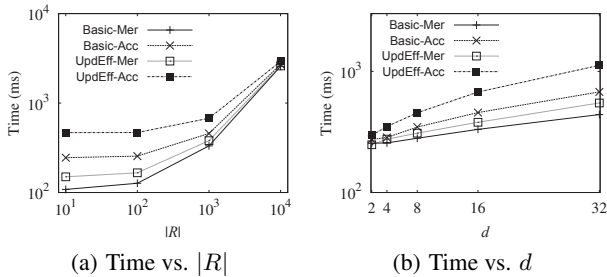 10^4
10^3
10^2
Time (ms)
Basic-Mer
Basic-Acc
UpdEff-Mer
UpdEff-Acc
10^1 10^2 10^3 10^4
|R|
(a) Time vs. |R|
10^3
10^2
Time (ms)
Basic-Mer
Basic-Acc
UpdEff-Mer
UpdEff-Acc
2 4 8 16 32
d
(b) Time vs. d